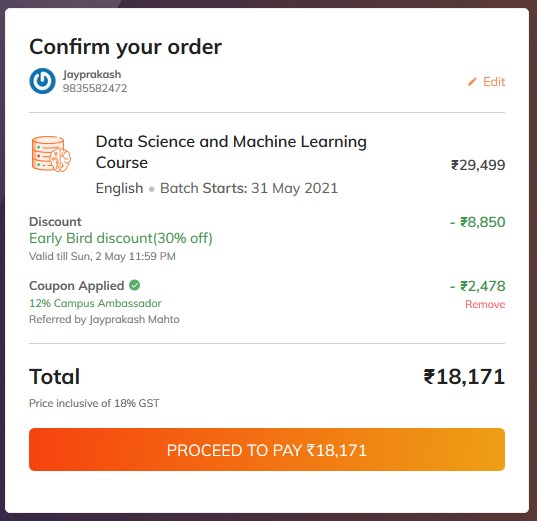 Confirm your order
Jayprakash
9835582472
Edit
Data Science and Machine Learning
Course
₹29,499
English • Batch Starts: 31 May 2021
Discount
- ₹8,850
Early Bird discount(30% off)
Valid till Sun, 2 May 11:59 PM
Coupon Applied
- ₹2,478
12% Campus Ambassador
Remove
Referred by Jayprakash Mahto
Total
₹18,171
Price inclusive of 18% GST
PROCEED TO PAY ₹18,171